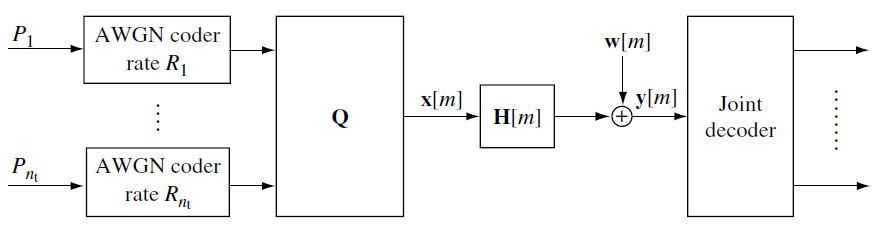 P1
AWGN coder
rate R1
Q
x[m]
H[m]
w[m]
+
y[m]
Joint
decoder
Pnt
AWGN coder
rate Rnt